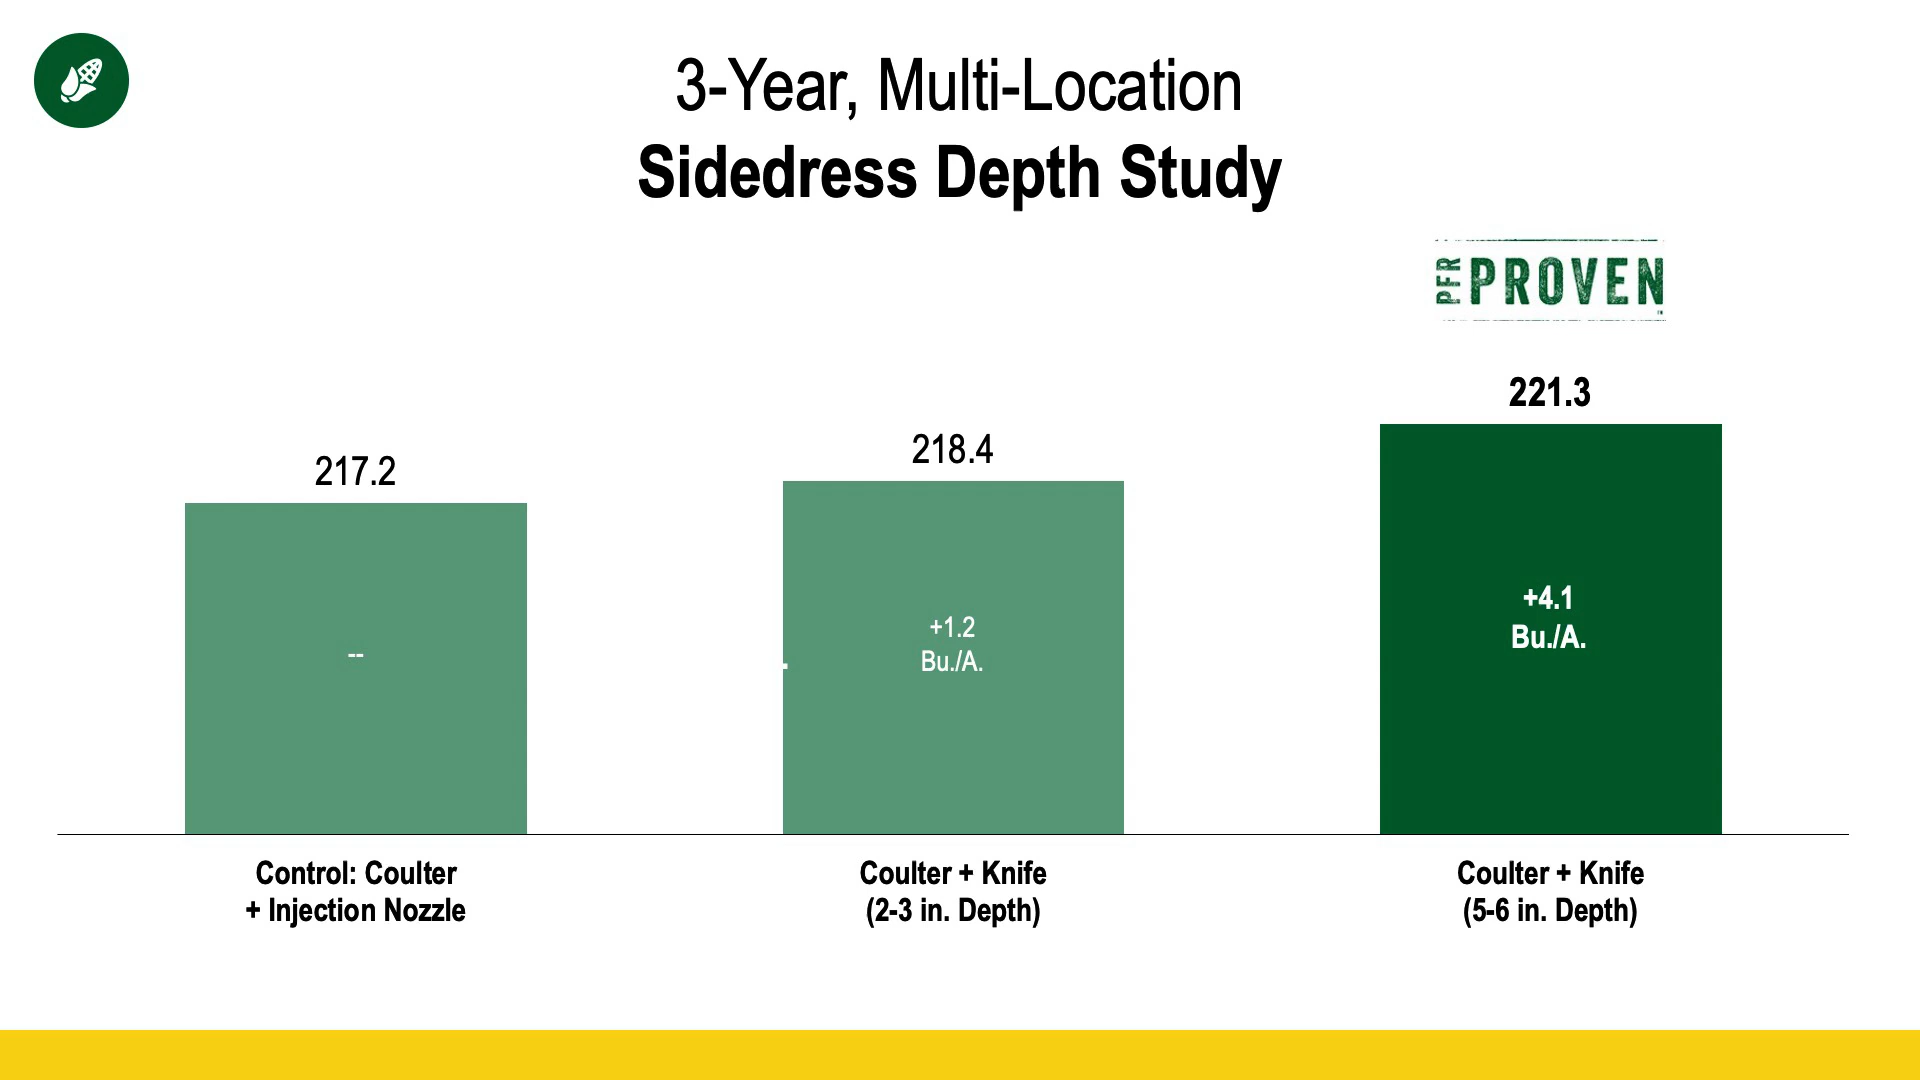 3-Year, Multi-Location
Sidedress Depth Study
PFR PROVEN
217.2
218.4
221.3
--
+1.2
Bu./A.
+4.1
Bu./A.
Control: Coulter
+ Injection Nozzle
Coulter + Knife
(2-3 in. Depth)
Coulter + Knife
(5-6 in. Depth)